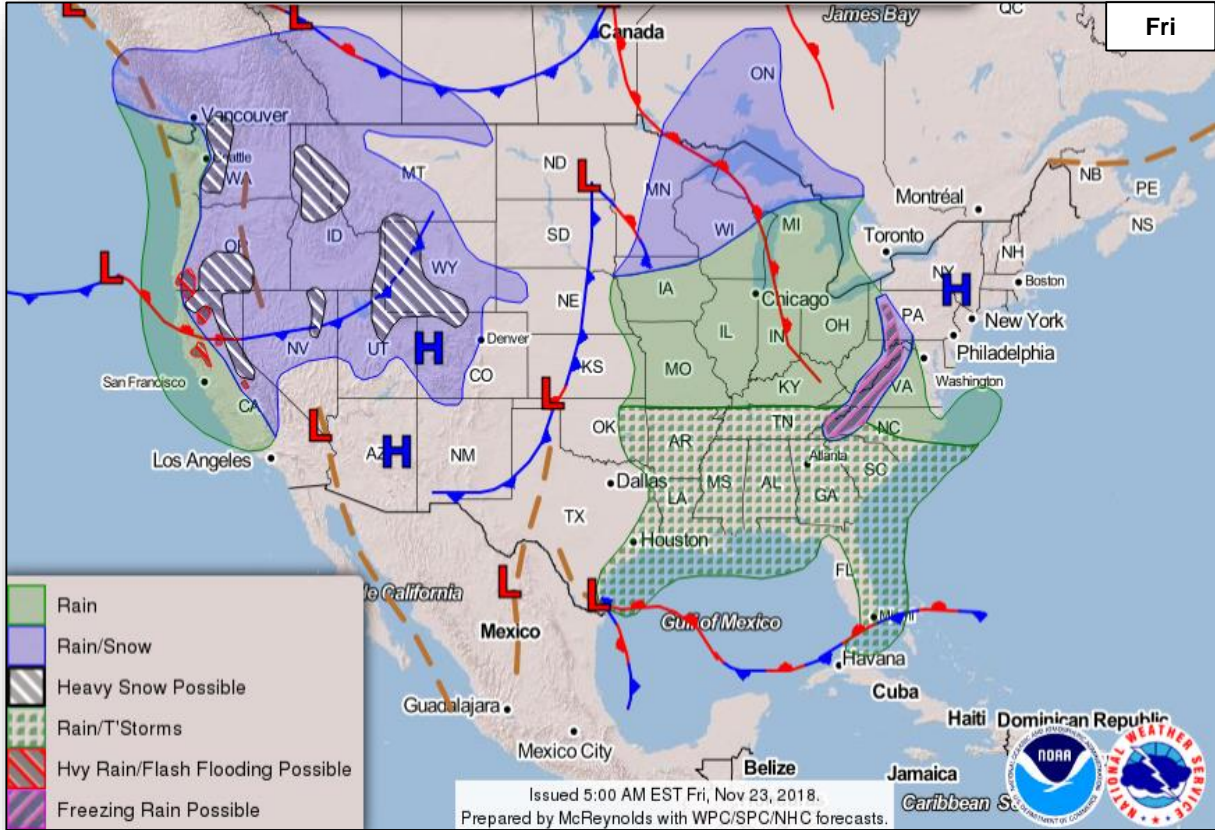 James Bay
QC
Fri
L
L
Canada
ON
Vancouver
Seattle
WA
MT
ND
MN
L
NB
PE
NS
Montréal
OR
ID
SD
WI
MI
Toronto
NH
NY
H
Boston
WY
L
IA
NE
Chicago
IL
IN
OH
PA
New York
Philadelphia
NV
UT
H
Denver
CO
KS
MO
KY
VA
Washington
San Francisco
CA
L
L
OK
TN
NC
Los Angeles
AZ
H
NM
AR
Atlanta
SC
Dallas
LA
MS
AL
GA
TX
Houston
FL
L
L
Miami
Mexico
Gulf of Mexico
Havana
Cuba
Guadalajara
Mexico City
Haiti
Dominican Republic
Belize
Jamaica
Rain
Rain/Snow
Heavy Snow Possible
Rain/T'Storms
Hvy Rain/Flash Flooding Possible
Freezing Rain Possible
Issued 5:00 AM EST Fri, Nov 23, 2018.
Prepared by McReynolds with WPC/SPC/NHC forecasts.
Caribbean
NOAA
NATIONAL WEATHER SERVICE